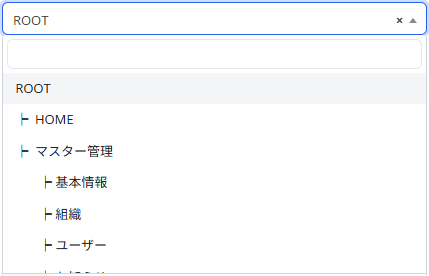 ROOT × ▲
ROOT
├ HOME
├ マスター管理
├ 基本情報
├ 組織
├ ユーザー